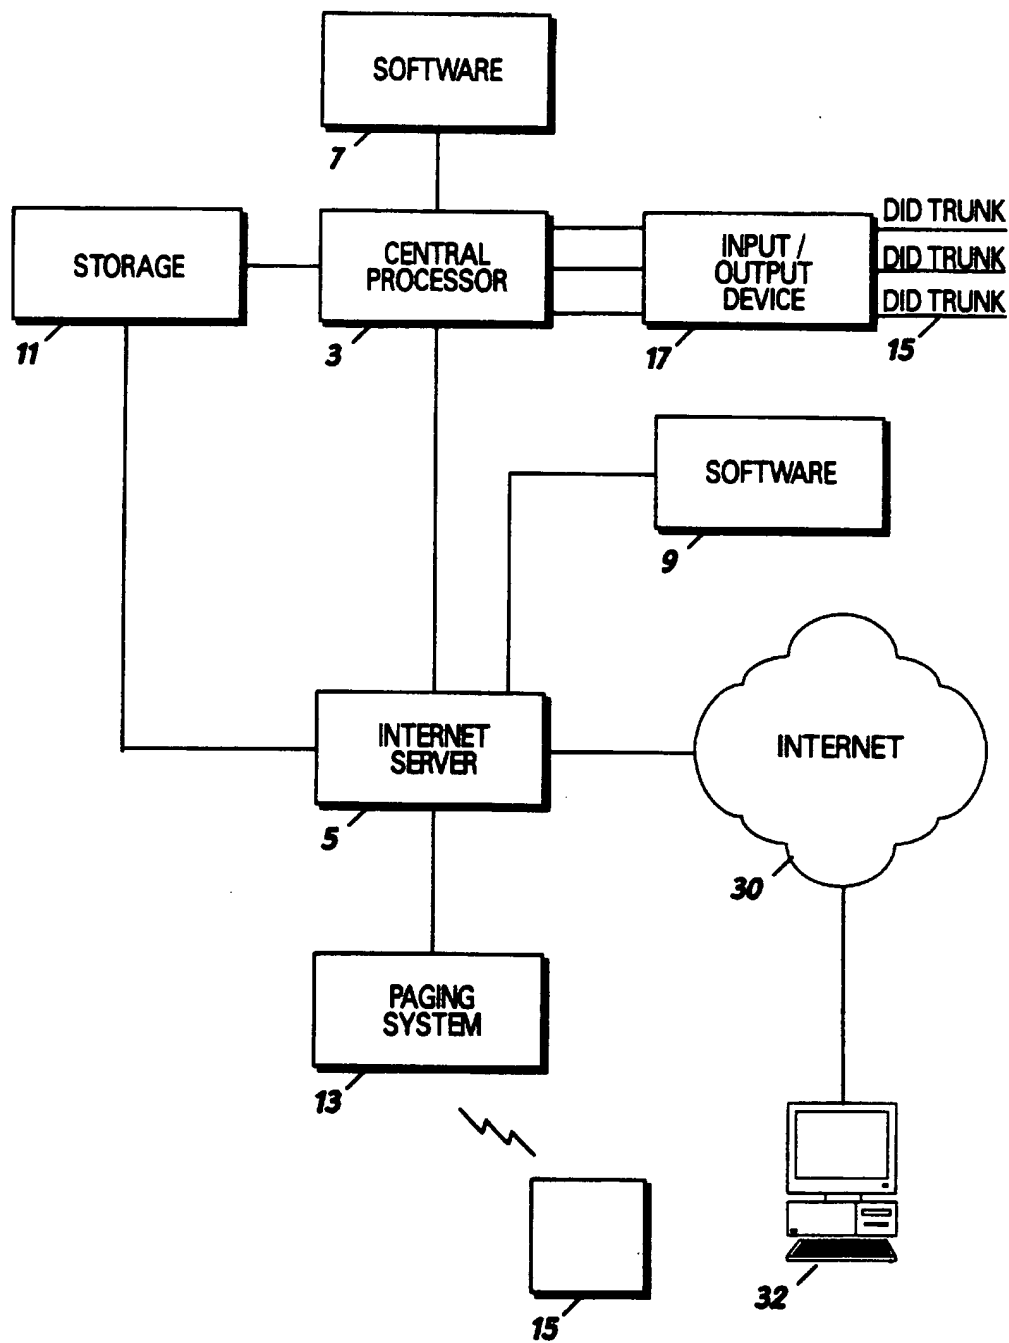 SOFTWARE
7
STORAGE
11
CENTRAL
PROCESSOR
3
INPUT /
OUTPUT
DEVICE
17
DID TRUNK
DID TRUNK
DID TRUNK
15
SOFTWARE
9
INTERNET
SERVER
5
INTERNET
30
PAGING
SYSTEM
13
15
32